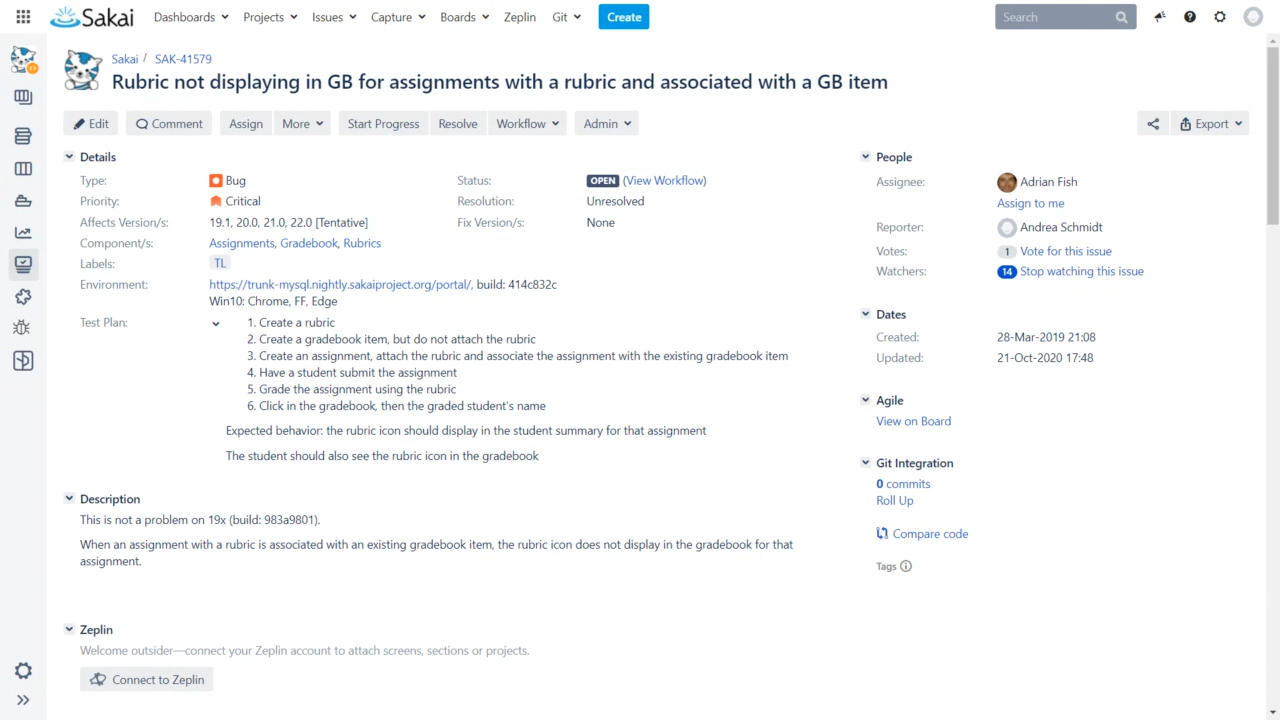 Sakai
Dashboards
Projects
Issues
Capture
Boards
Zeplin
Git
Create
Search
Sakai / SAK-41579
Rubric not displaying in GB for assignments with a rubric and associated with a GB item
Edit
Comment
Assign
More
Start Progress
Resolve
Workflow
Admin
Export
Details
Type: Bug
Status: OPEN (View Workflow)
Priority: Critical
Resolution: Unresolved
Affects Version/s: 19.1, 20.0, 21.0, 22.0 [Tentative]
Fix Version/s: None
Component/s: Assignments, Gradebook, Rubrics
Labels: TL
Environment: https://trunk-mysql.nightly.sakaiproject.org/portal/, build: 414c832c
Win10: Chrome, FF, Edge
Test Plan:
1. Create a rubric
2. Create a gradebook item, but do not attach the rubric
3. Create an assignment, attach the rubric and associate the assignment with the existing gradebook item
4. Have a student submit the assignment
5. Grade the assignment using the rubric
6. Click in the gradebook, then the graded student's name
Expected behavior: the rubric icon should display in the student summary for that assignment
The student should also see the rubric icon in the gradebook
Description
This is not a problem on 19x (build: 983a9801).
When an assignment with a rubric is associated with an existing gradebook item, the rubric icon does not display in the gradebook for that
assignment.
Zeplin
Welcome outsider—connect your Zeplin account to attach screens, sections or projects.
Connect to Zeplin
People
Assignee: Adrian Fish
Assign to me
Reporter: Andrea Schmidt
Votes: 1 Vote for this issue
Watchers: 14 Stop watching this issue
Dates
Created: 28-Mar-2019 21:08
Updated: 21-Oct-2020 17:48
Agile
View on Board
Git Integration
0 commits
Roll Up
Compare code
Tags